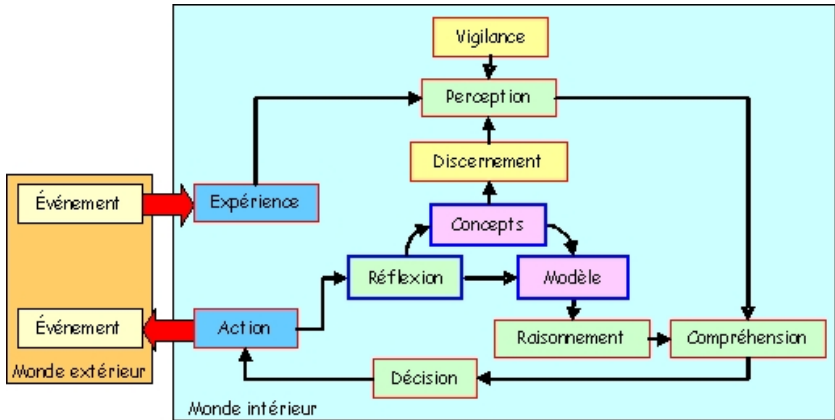 Vigilance
Perception
Discernement
Événement
Expérience
Concepts
Réflexion
Modèle
Événement
Action
Raisonnement
Compréhension
Monde extérieur
Décision
Monde intérieur